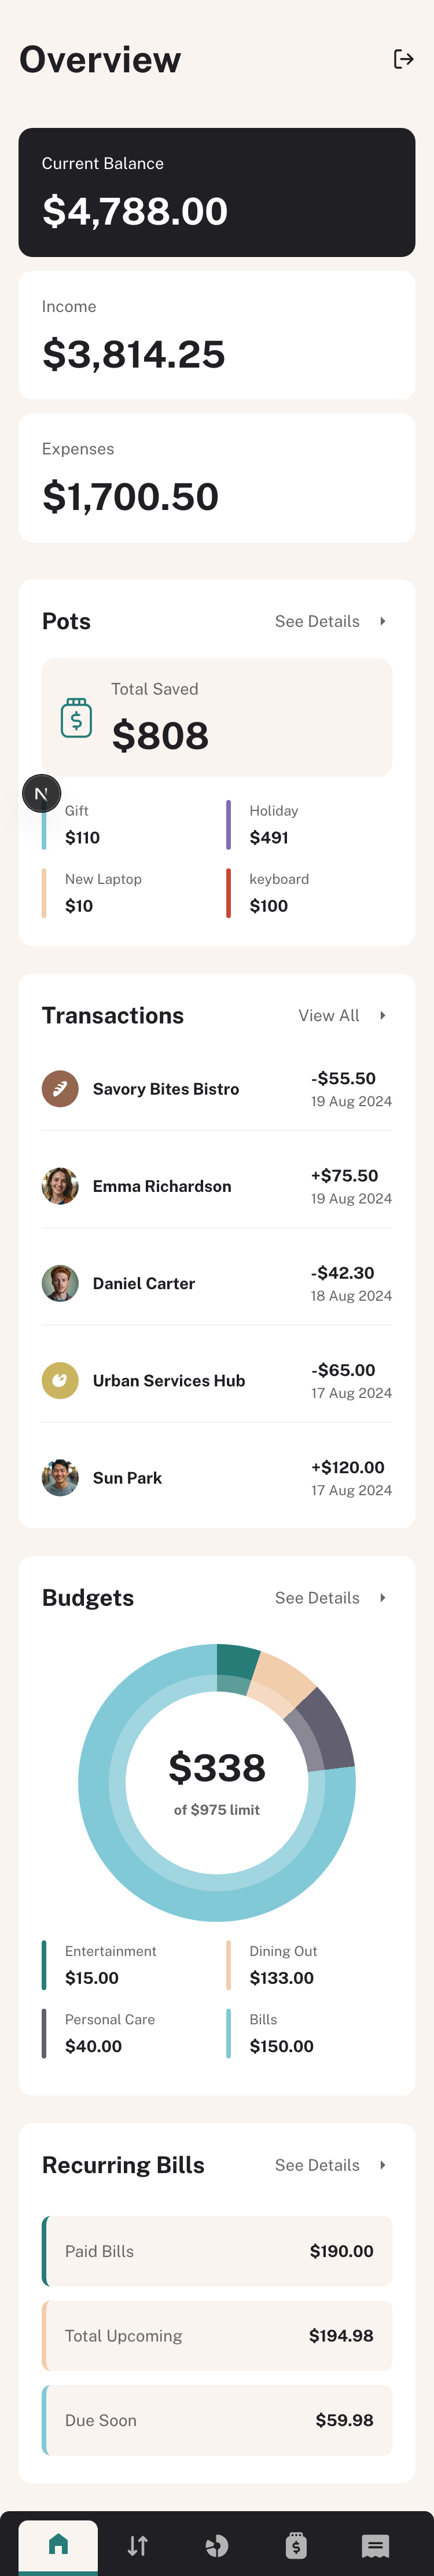 Overview
Current Balance
$4,788.00
Income
$3,814.25
Expenses
$1,700.50
Pots
See Details
Total Saved
$808
N
Gift
$110
Holiday
$491
New Laptop
$10
keyboard
$100
Transactions
View All
Savory Bites Bistro
-$55.50
19 Aug 2024
Emma Richardson
+$75.50
19 Aug 2024
Daniel Carter
-$42.30
18 Aug 2024
Urban Services Hub
-$65.00
17 Aug 2024
Sun Park
+$120.00
17 Aug 2024
Budgets
See Details
$338
of $975 limit
Entertainment
$15.00
Dining Out
$133.00
Personal Care
$40.00
Bills
$150.00
Recurring Bills
See Details
Paid Bills
$190.00
Total Upcoming
$194.98
Due Soon
$59.98